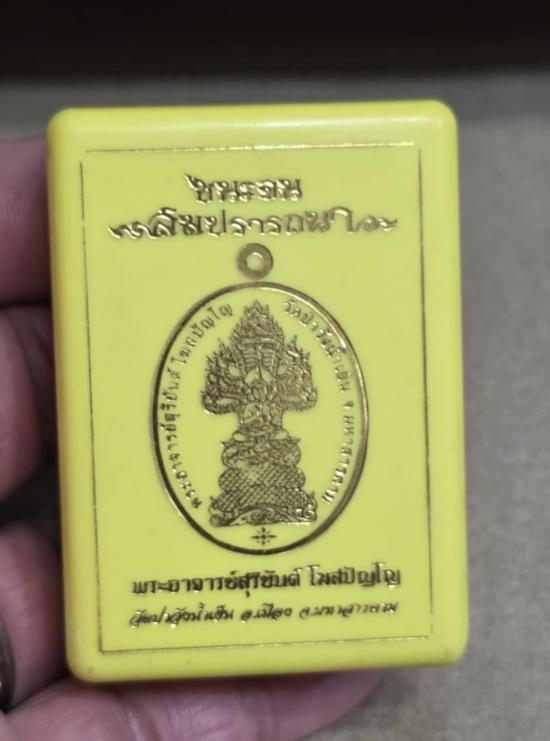 ชนะจน
สมปรารถนา
พระอาจารย์สุริยันต์ โฆสปัญโญ
วัดป่าวังน้ำเย็น จ.มหาสารคาม
พระอาจารย์สุริยันต์ โฆสปัญโญ
วัดป่าวังน้ำเย็น อ.เมือง จ.มหาสารคาม